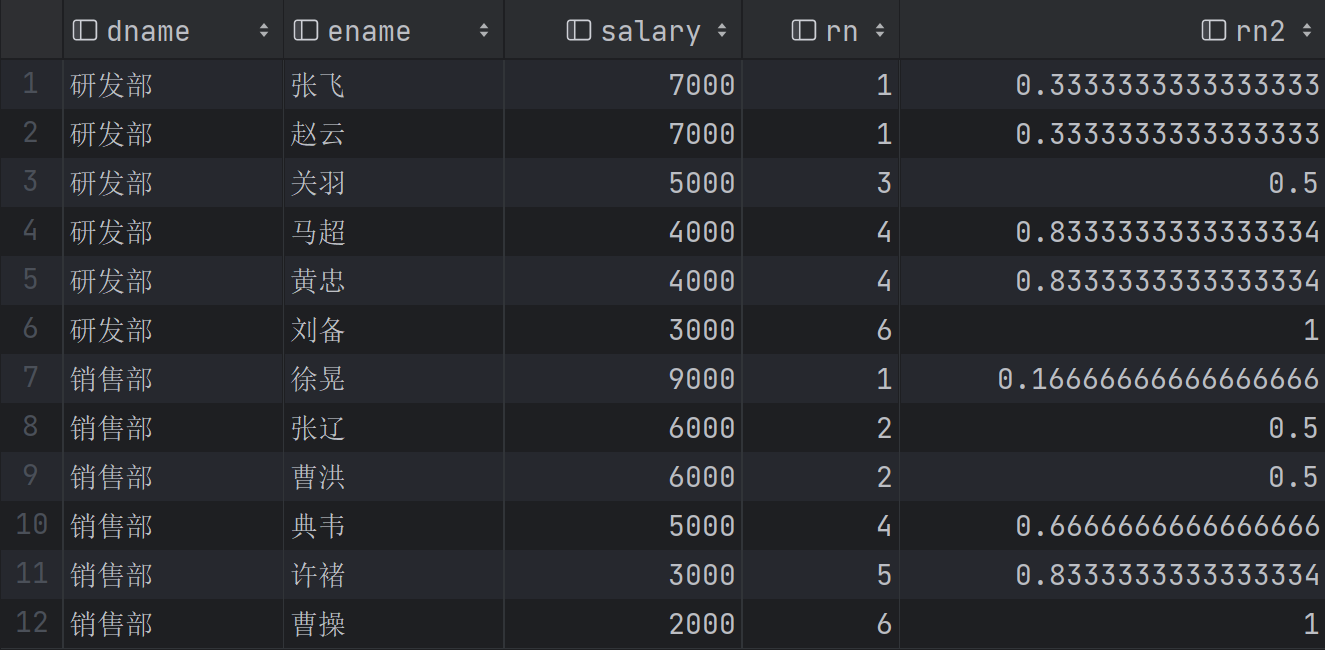 dname ename salary rn rn2
1 研发部 张飞 7000 1 0.3333333333333333
2 研发部 赵云 7000 1 0.3333333333333333
3 研发部 关羽 5000 3 0.5
4 研发部 马超 4000 4 0.8333333333333334
5 研发部 黄忠 4000 4 0.8333333333333334
6 研发部 刘备 3000 6 1
7 销售部 徐晃 9000 1 0.16666666666666666
8 销售部 张辽 6000 2 0.5
9 销售部 曹洪 6000 2 0.5
10 销售部 典韦 5000 4 0.6666666666666666
11 销售部 许褚 3000 5 0.8333333333333334
12 销售部 曹操 2000 6 1